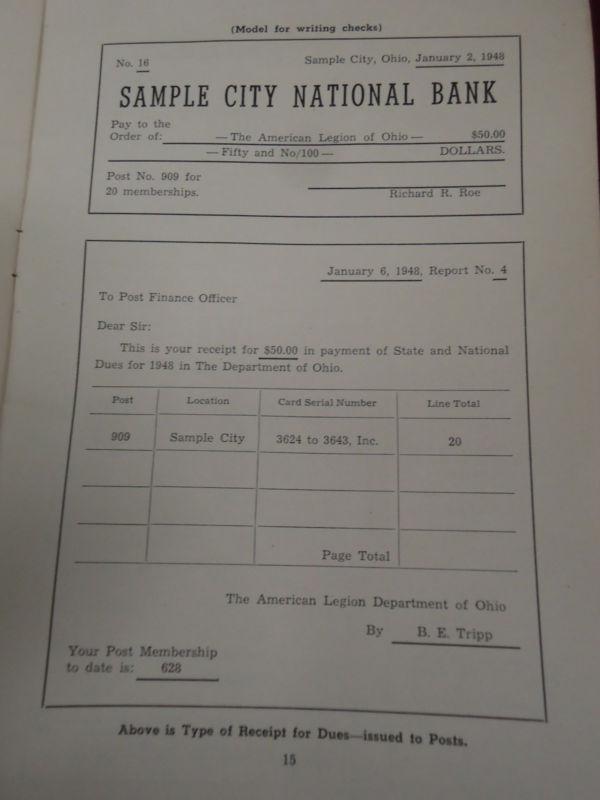 (Model for writing checks)
No. 16 Sample City, Ohio, January 2, 1948
SAMPLE CITY NATIONAL BANK
Pay to the
Order of: —The American Legion of Ohio— $50.00
—Fifty and No/100— DOLLARS.
Post No. 909 for
20 memberships. Richard R. Roe
January 6, 1948, Report No. 4
To Post Finance Officer
Dear Sir:
This is your receipt for $50.00 in payment of State and National
Dues for 1948 in The Department of Ohio.
Post Location Card Serial Number Line Total
909 Sample City 3624 to 3643, Inc. 20
Page Total
The American Legion Department of Ohio
By B. E. Tripp
Your Post Membership
to date is: 628
Above is Type of Receipt for Dues—issued to Posts.
15